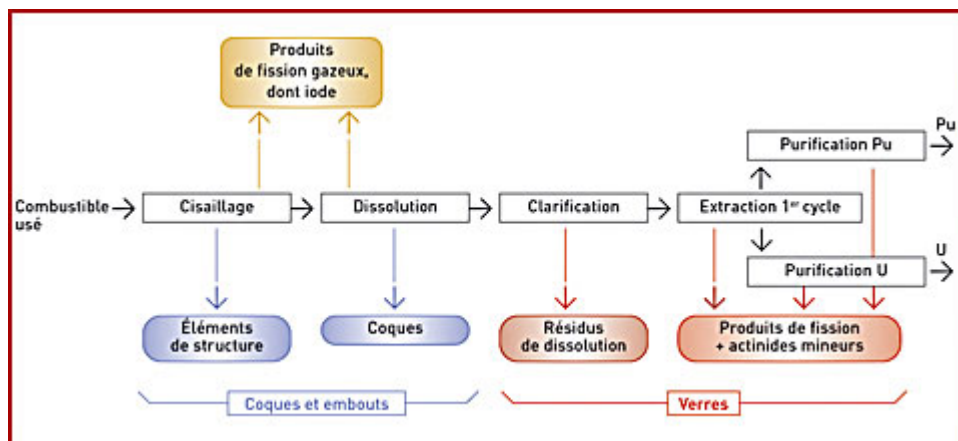 Produits
de fission gazeux,
dont iode
Pu
Purification Pu
Combustible
usé
Cisaillage
Dissolution
Clarification
Extraction 1er cycle
U
Purification U
Éléments
de structure
Coques
Résidus
de dissolution
Produits de fission
+ actinides mineurs
Coques et embouts
Verres